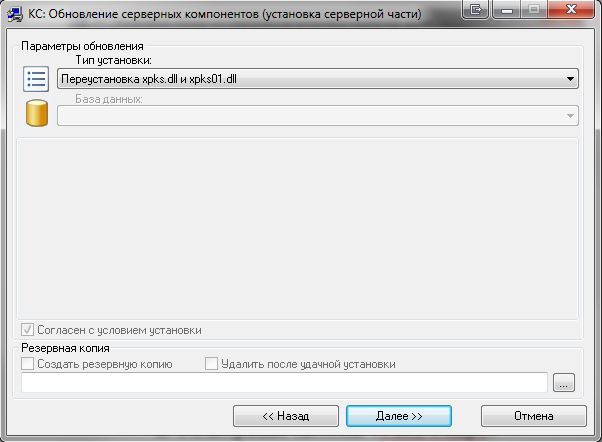 КС: Обновление серверных компонентов (установка серверной части)
Параметры обновления
Тип установки:
Переустановка xpks.dll и xpks01.dll
База данных:
Согласен с условием установки
Резервная копия
Создать резервную копию Удалить после удачной установки
...
<< Назад Далее >> Отмена